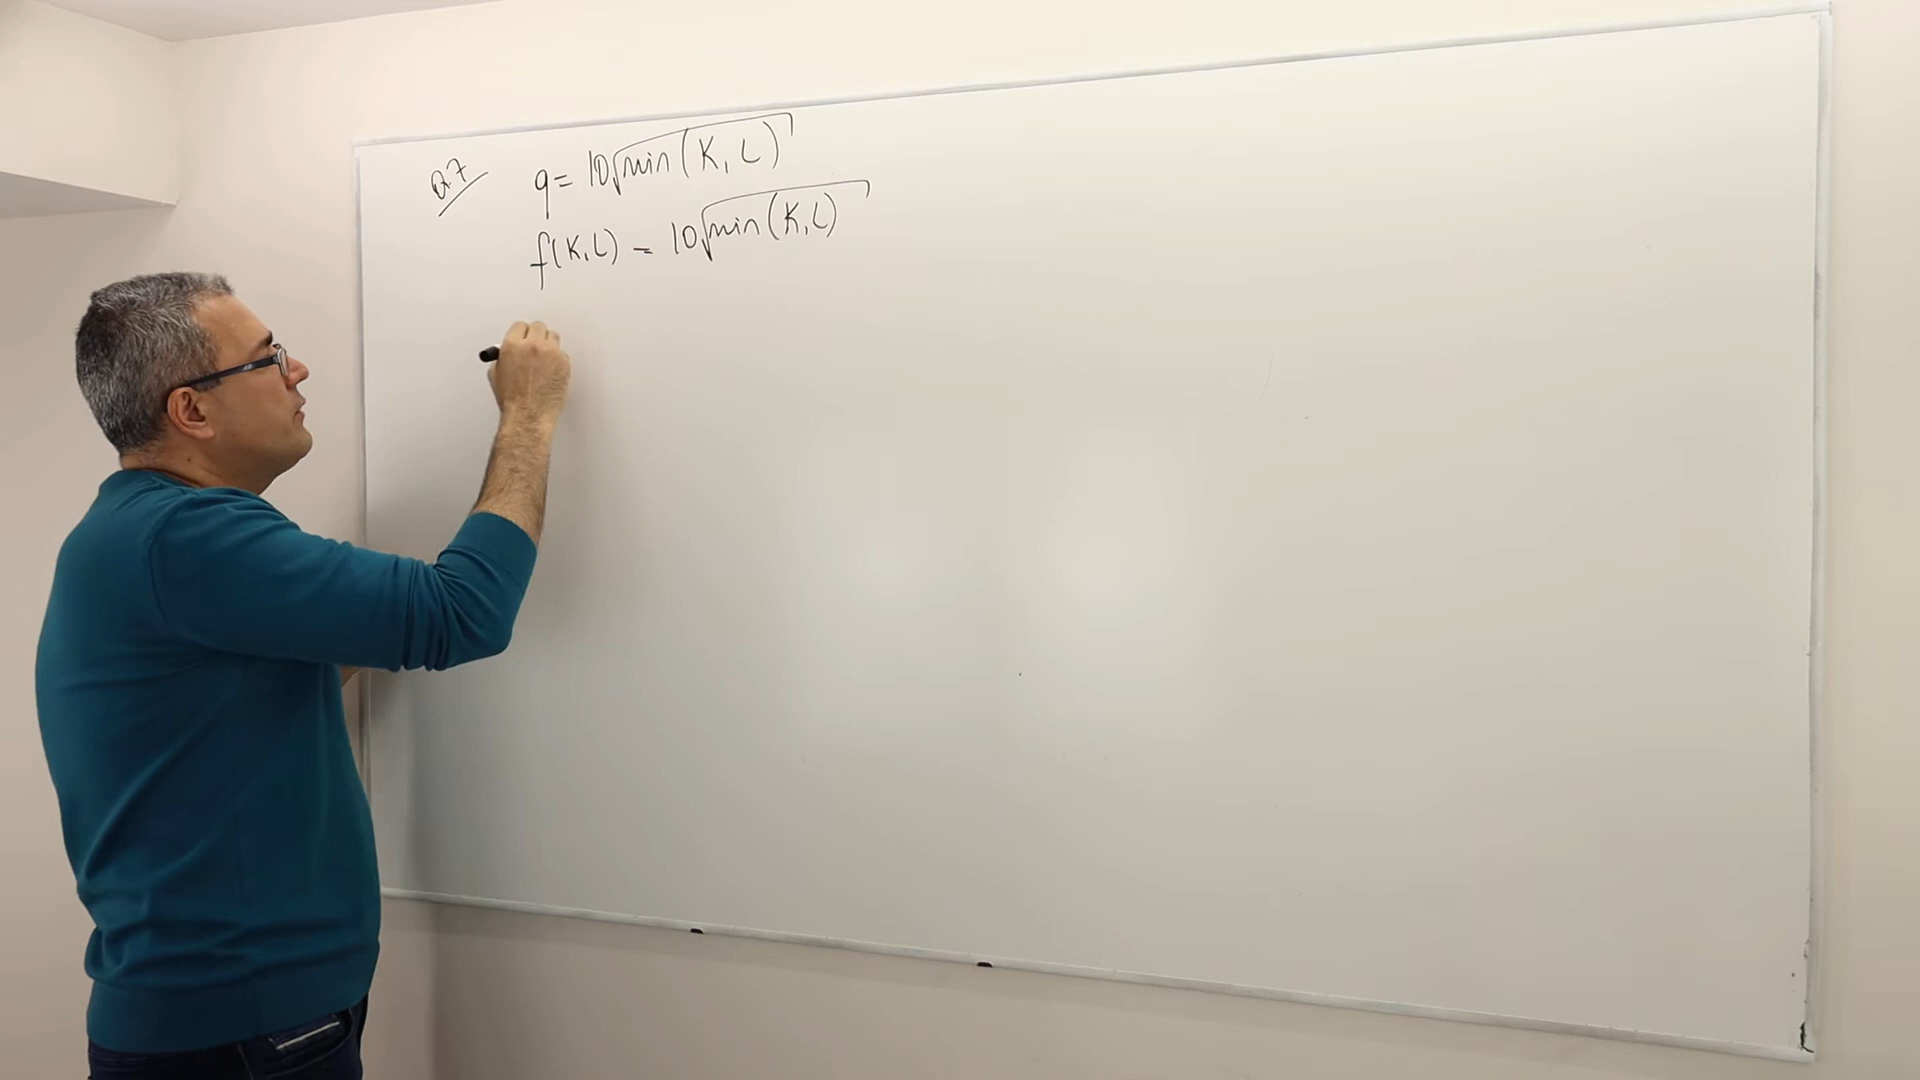 Q.7 q = 10√min(K, L)
f(K,L) = 10√min(K,L)